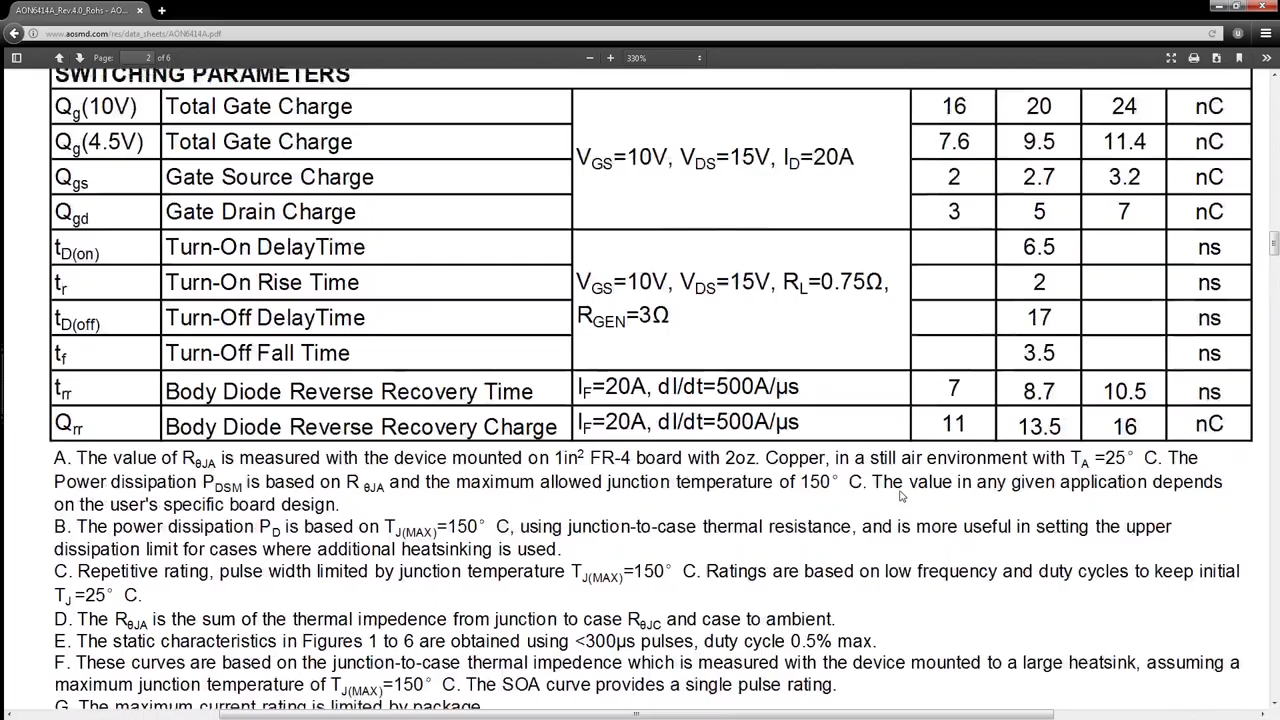 AON6414A_Rev.4.0_Rohs - AO...
www.aosmd.com/res/data_sheets/AON6414A.pdf
Page: 2 of 6 330%
SWITCHING PARAMETERS
Qg(10V) Total Gate Charge 16 20 24 nC
Qg(4.5V) Total Gate Charge 7.6 9.5 11.4 nC
VGS=10V, VDS=15V, ID=20A
Qgs Gate Source Charge 2 2.7 3.2 nC
Qgd Gate Drain Charge 3 5 7 nC
tD(on) Turn-On DelayTime 6.5 ns
tr Turn-On Rise Time VGS=10V, VDS=15V, RL=0.75Ω, 2 ns
tD(off) Turn-Off DelayTime RGEN=3Ω 17 ns
tf Turn-Off Fall Time 3.5 ns
trr Body Diode Reverse Recovery Time IF=20A, dI/dt=500A/µs 7 8.7 10.5 ns
Qrr Body Diode Reverse Recovery Charge IF=20A, dI/dt=500A/µs 11 13.5 16 nC
A. The value of RθJA is measured with the device mounted on 1in² FR-4 board with 2oz. Copper, in a still air environment with TA =25° C. The
Power dissipation PDSM is based on R θJA and the maximum allowed junction temperature of 150° C. The value in any given application depends
on the user's specific board design.
B. The power dissipation PD is based on TJ(MAX)=150° C, using junction-to-case thermal resistance, and is more useful in setting the upper
dissipation limit for cases where additional heatsinking is used.
C. Repetitive rating, pulse width limited by junction temperature TJ(MAX)=150° C. Ratings are based on low frequency and duty cycles to keep initial
TJ =25° C.
D. The RθJA is the sum of the thermal impedence from junction to case RθJC and case to ambient.
E. The static characteristics in Figures 1 to 6 are obtained using <300µs pulses, duty cycle 0.5% max.
F. These curves are based on the junction-to-case thermal impedence which is measured with the device mounted to a large heatsink, assuming a
maximum junction temperature of TJ(MAX)=150° C. The SOA curve provides a single pulse rating.
G. The maximum current rating is limited by package.